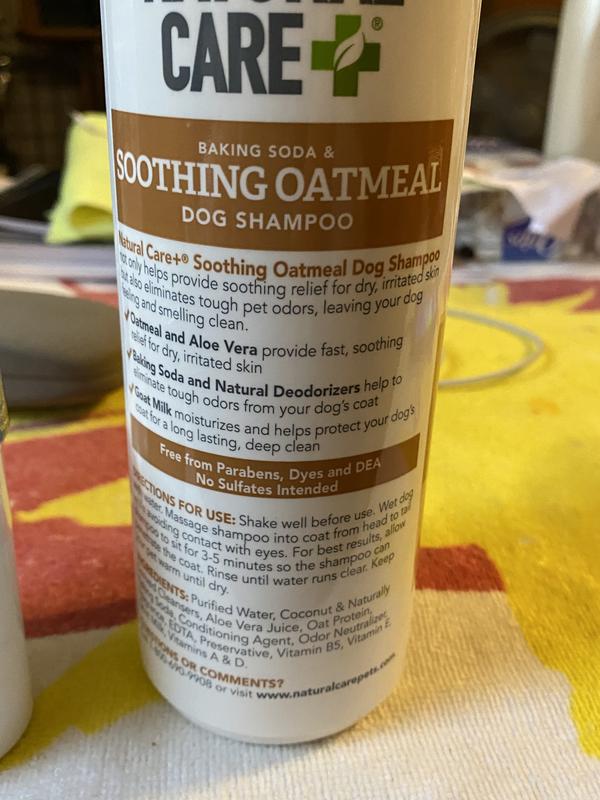 CARE
®
BAKING SODA &
SOOTHING OATMEAL
DOG SHAMPOO
Natural Care+® Soothing Oatmeal Dog Shampoo
not only helps provide soothing relief for dry, irritated skin
but also eliminates tough pet odors, leaving your dog
feeling and smelling clean.
Oatmeal and Aloe Vera provide fast, soothing
relief for dry, irritated skin
Baking Soda and Natural Deodorizers help to
eliminate tough odors from your dog's coat
Goat Milk moisturizes and helps protect your dog's
coat for a long lasting, deep clean
Free from Parabens, Dyes and DEA
No Sulfates Intended
DIRECTIONS FOR USE: Shake well before use. Wet dog
water. Massage shampoo into coat from head to tail
avoiding contact with eyes. For best results, allow
shampoo to sit for 3-5 minutes so the shampoo can
the coat. Rinse until water runs clear. Keep
pet warm until dry.
INGREDIENTS: Purified Water, Coconut & Naturally
Cleansers, Aloe Vera Juice, Oat Protein,
Soda, Conditioning Agent, Odor Neutralizer,
EDTA, Preservative, Vitamin B5, Vitamin E,
Vitamins A & D.
QUESTIONS OR COMMENTS?
800-690-9908 or visit www.naturalcarepets.com